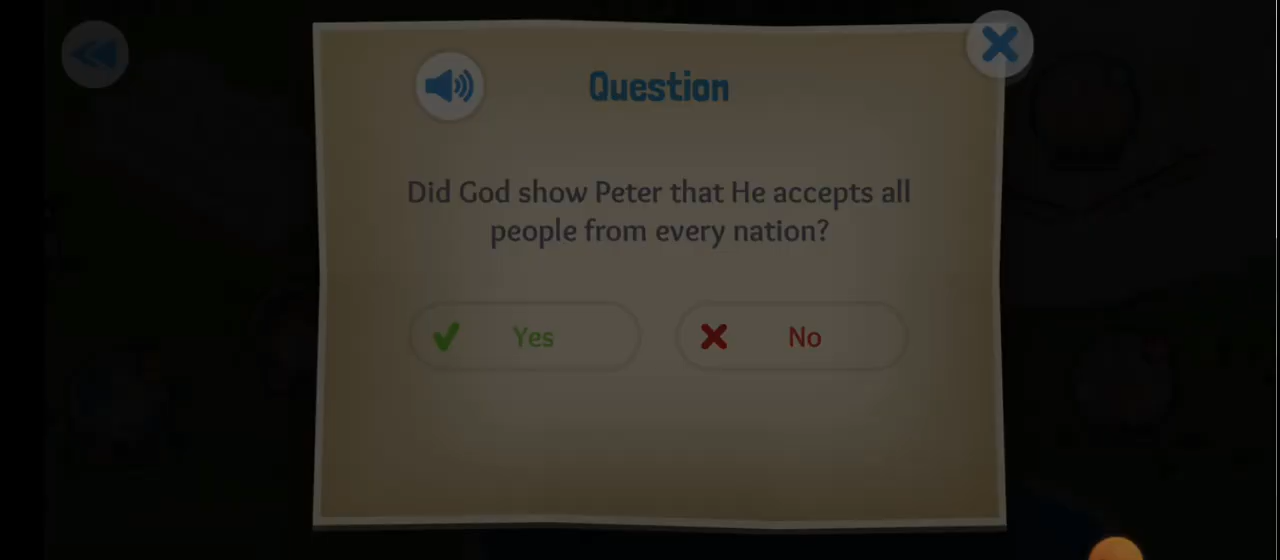 Question
Did God show Peter that He accepts all
people from every nation?
Yes
No